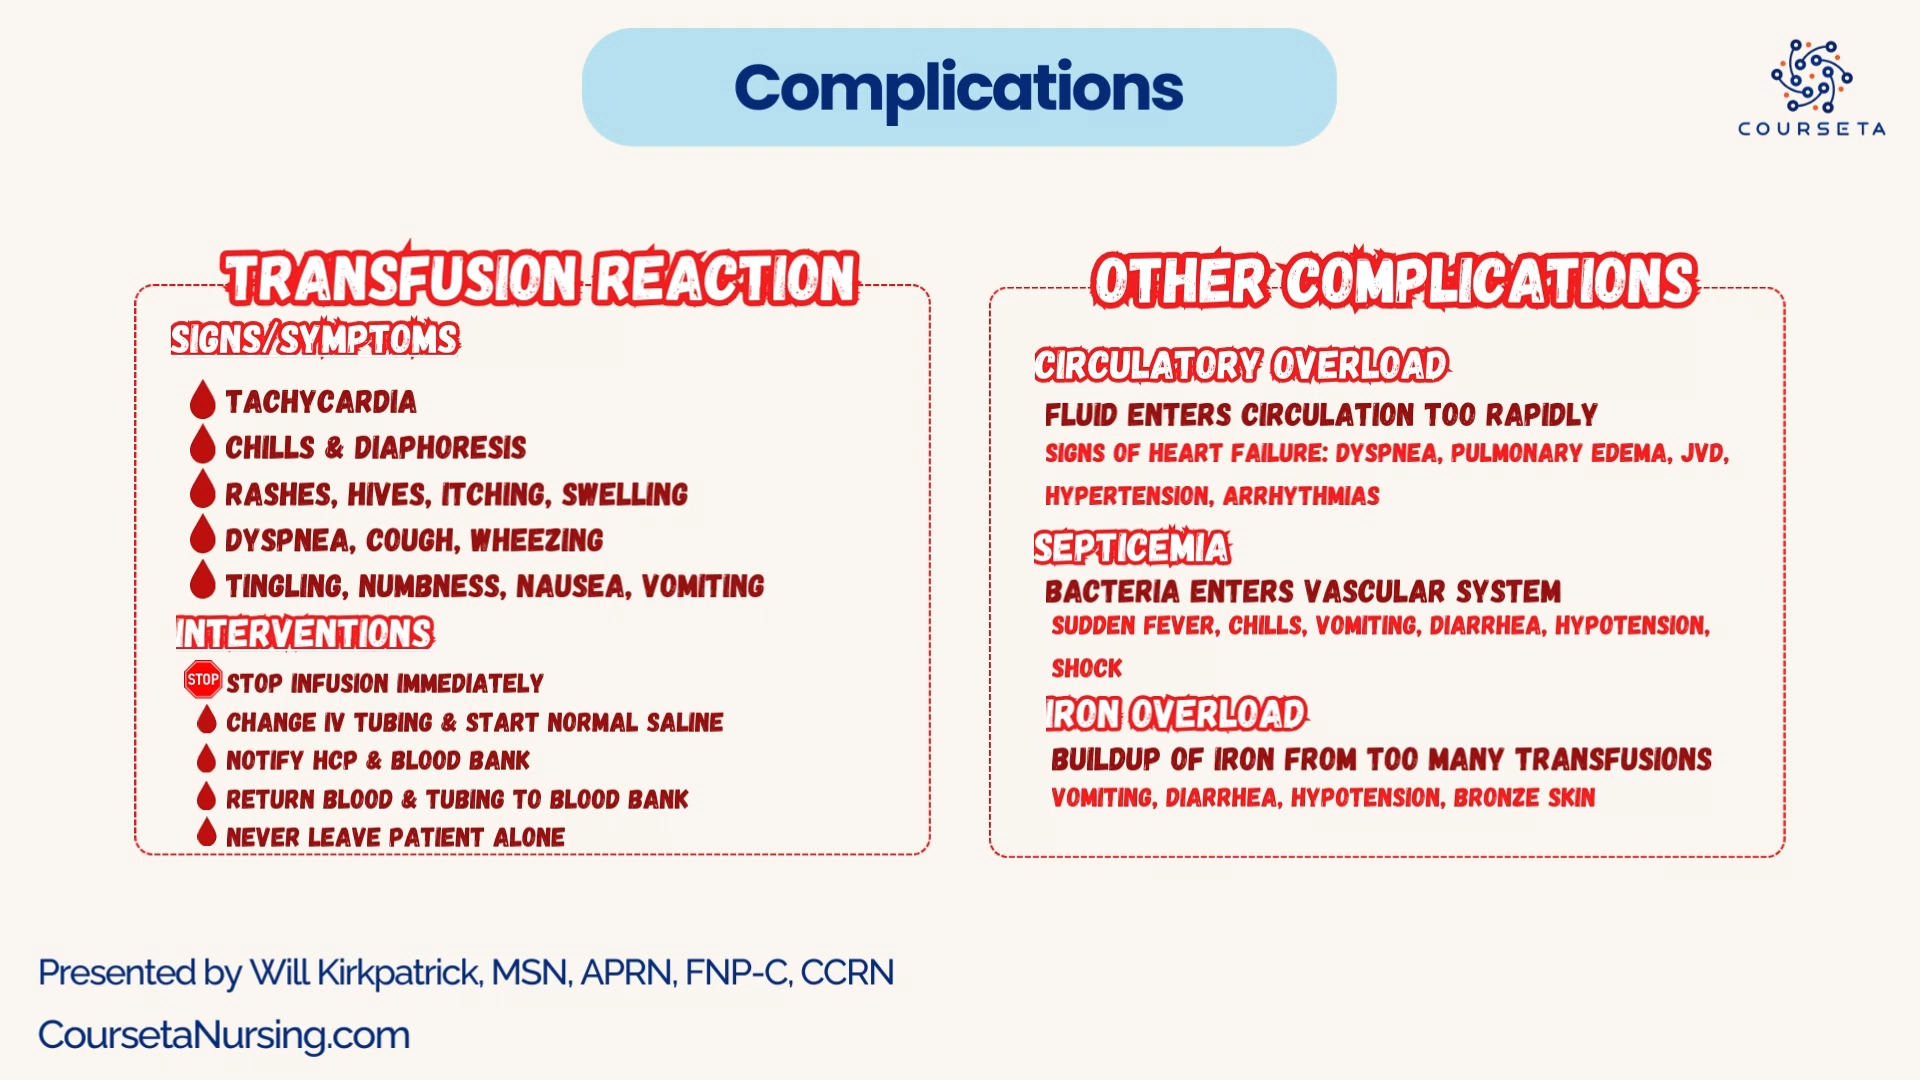 Complications
COURSETA
TRANSFUSION REACTION
SIGNS/SYMPTOMS
TACHYCARDIA
CHILLS & DIAPHORESIS
RASHES, HIVES, ITCHING, SWELLING
DYSPNEA, COUGH, WHEEZING
TINGLING, NUMBNESS, NAUSEA, VOMITING
INTERVENTIONS
STOP STOP INFUSION IMMEDIATELY
CHANGE IV TUBING & START NORMAL SALINE
NOTIFY HCP & BLOOD BANK
RETURN BLOOD & TUBING TO BLOOD BANK
NEVER LEAVE PATIENT ALONE
OTHER COMPLICATIONS
CIRCULATORY OVERLOAD
FLUID ENTERS CIRCULATION TOO RAPIDLY
SIGNS OF HEART FAILURE: DYSPNEA, PULMONARY EDEMA, JVD,
HYPERTENSION, ARRHYTHMIAS
SEPTICEMIA
BACTERIA ENTERS VASCULAR SYSTEM
SUDDEN FEVER, CHILLS, VOMITING, DIARRHEA, HYPOTENSION,
SHOCK
IRON OVERLOAD
BUILDUP OF IRON FROM TOO MANY TRANSFUSIONS
VOMITING, DIARRHEA, HYPOTENSION, BRONZE SKIN
Presented by Will Kirkpatrick, MSN, APRN, FNP-C, CCRN
CoursetaNursing.com